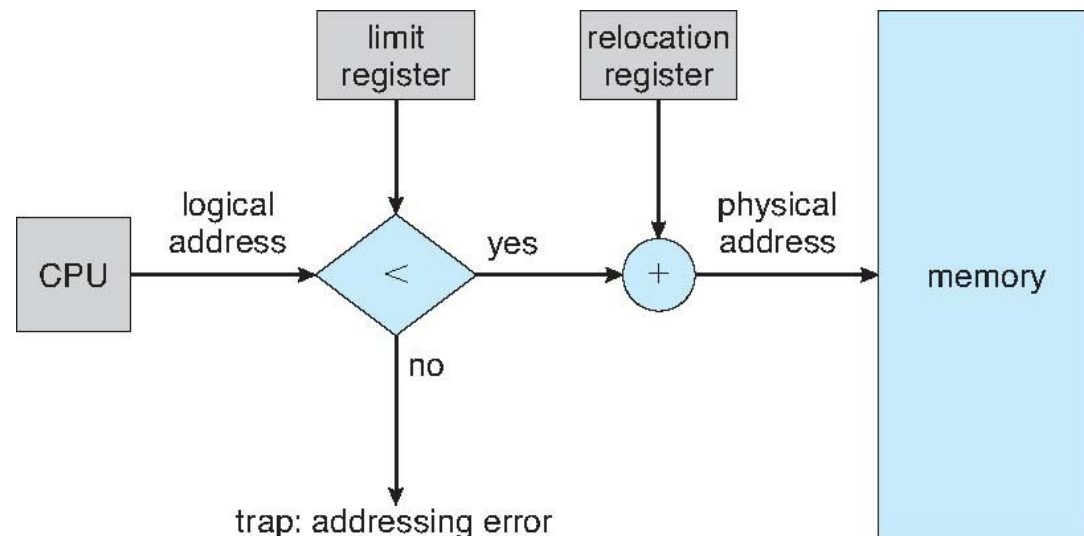 limit
register
relocation
register
logical
address
yes
physical
address
CPU
<
+
memory
no
trap: addressing error